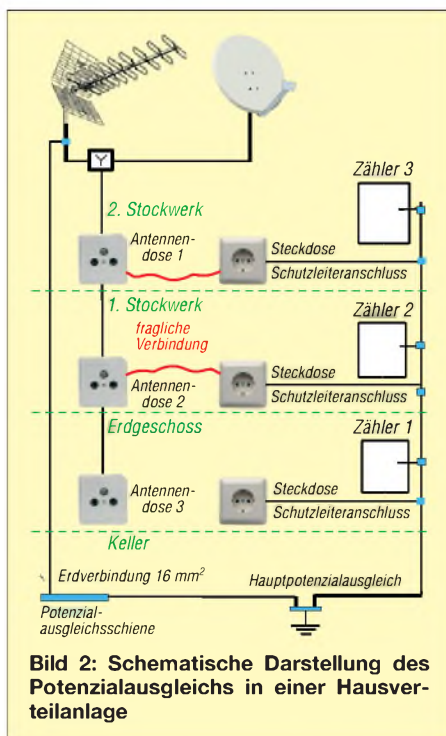 Zähler 3
2. Stockwerk
Antennen-
dose 1
Steckdose
Schutzleiteranschluss
1. Stockwerk
Zähler 2
fragliche
Verbindung
Antennen-
dose 2
Steckdose
Schutzleiteranschluss
Erdgeschoss
Zähler 1
Antennen-
dose 3
Steckdose
Schutzleiteranschluss
Keller
Erdverbindung 16 mm²
Hauptpotenzialausgleich
Potenzial-
ausgleichsschiene
Bild 2: Schematische Darstellung des
Potenzialausgleichs in einer Hausver-
teilanlage